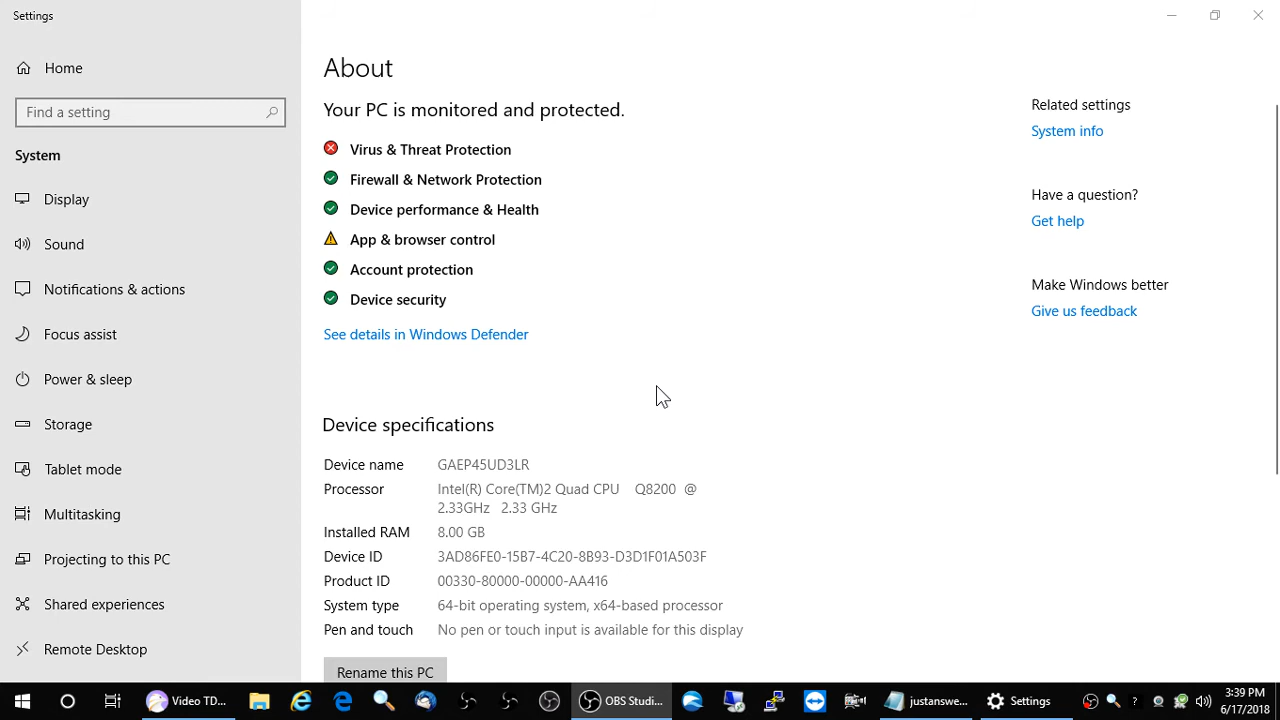 Settings
Home
Find a setting
System
Display
Sound
Notifications & actions
Focus assist
Power & sleep
Storage
Tablet mode
Multitasking
Projecting to this PC
Shared experiences
Remote Desktop
About
Your PC is monitored and protected.
Virus & Threat Protection
Firewall & Network Protection
Device performance & Health
App & browser control
Account protection
Device security
See details in Windows Defender
Device specifications
Device name GAEP45UD3LR
Processor Intel(R) Core(TM)2 Quad CPU Q8200 @
2.33GHz 2.33 GHz
Installed RAM 8.00 GB
Device ID 3AD86FE0-15B7-4C20-8B93-D3D1F01A503F
Product ID 00330-80000-00000-AA416
System type 64-bit operating system, x64-based processor
Pen and touch No pen or touch input is available for this display
Rename this PC
Related settings
System info
Have a question?
Get help
Make Windows better
Give us feedback
Video TD...
OBS Studi...
justanswe...
Settings
3:39 PM
6/17/2018